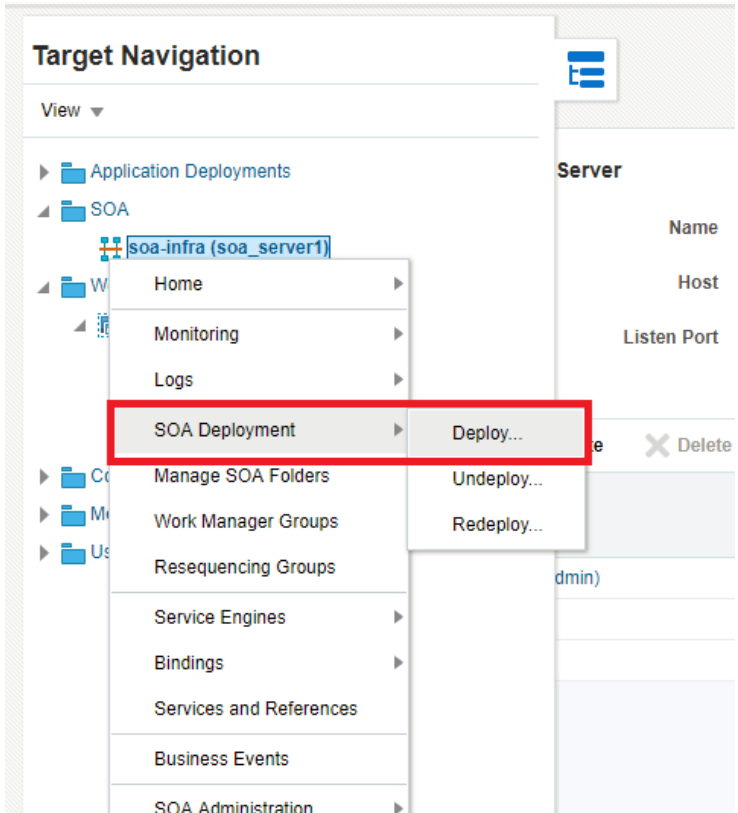 Target Navigation
View
Application Deployments
Server
SOA
Name
soa-infra (soa_server1)
W
Home
Host
Monitoring
Listen Port
Logs
SOA Deployment
Deploy...
Delete
Co
Manage SOA Folders
Undeploy...
Work Manager Groups
Redeploy...
Us
Resequencing Groups
dmin)
Service Engines
Bindings
Services and References
Business Events
SOA Administration